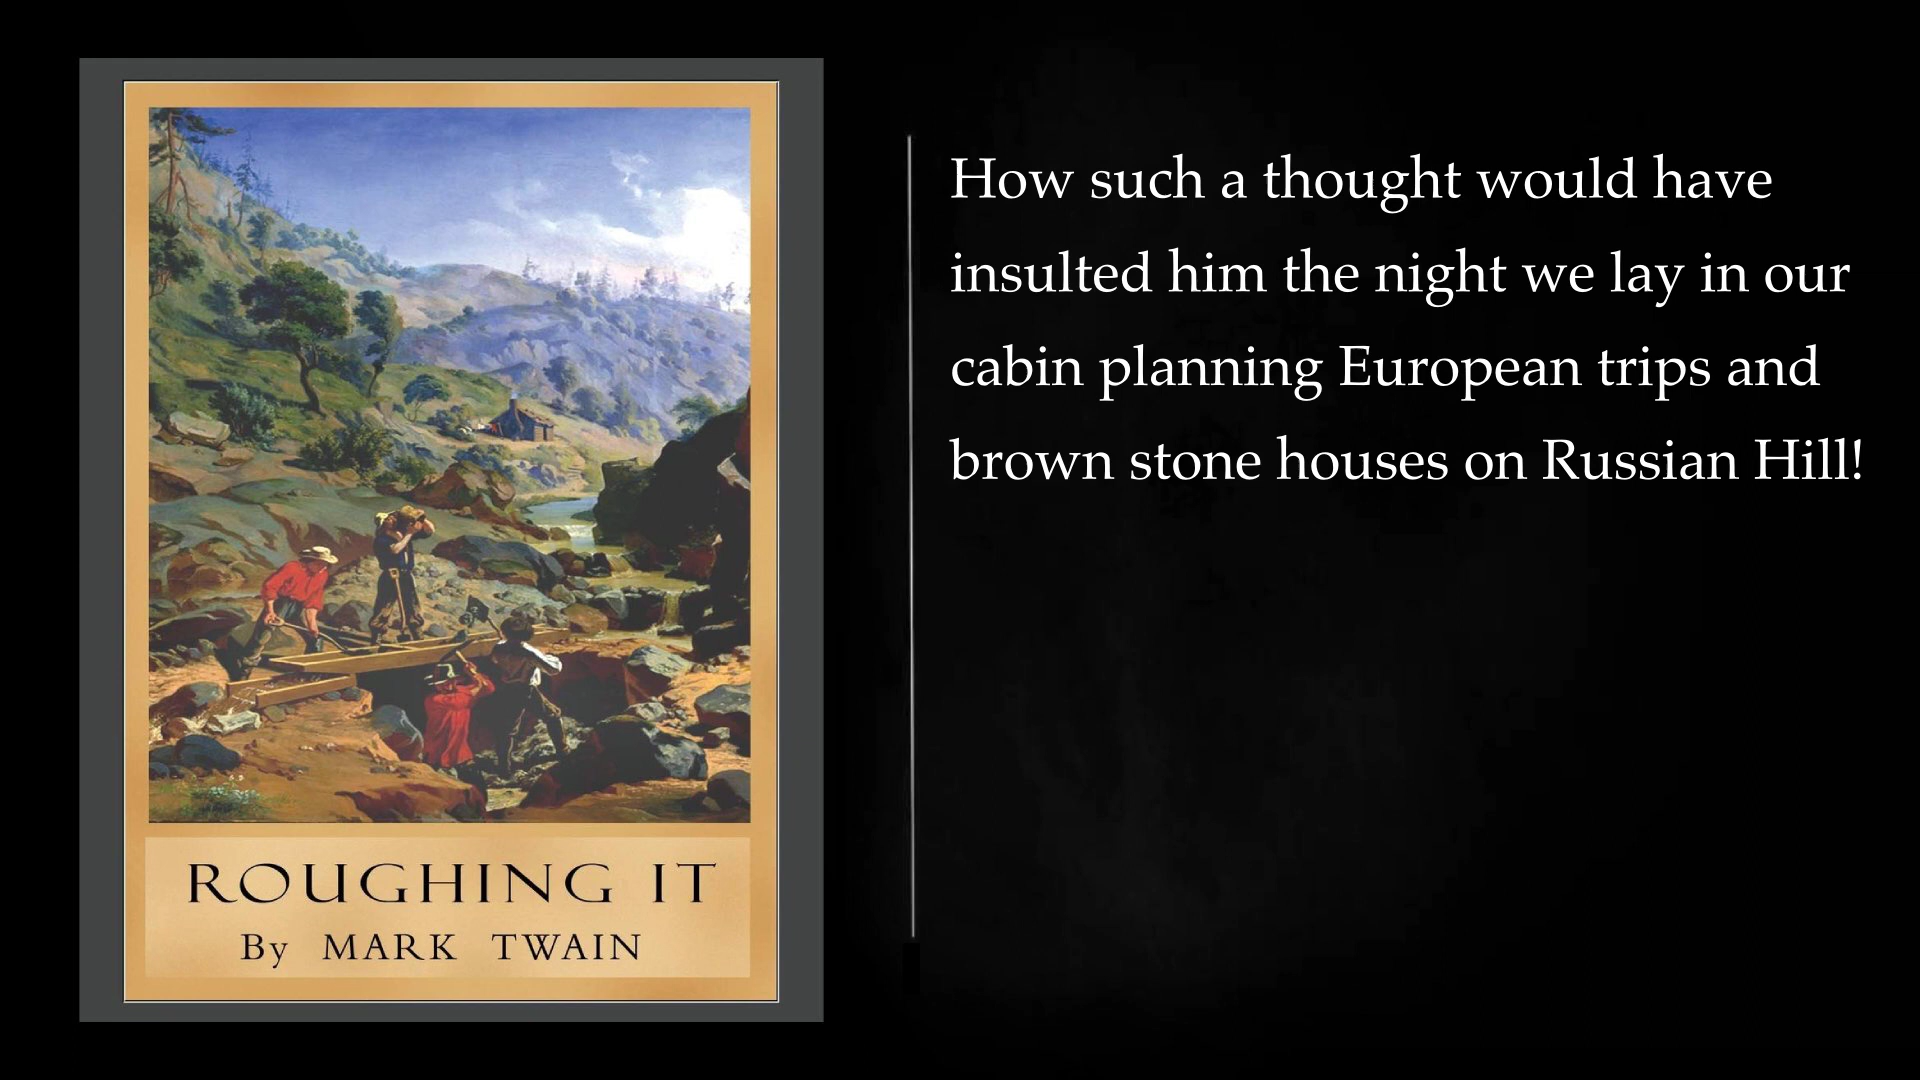 ROUGHING IT
By MARK TWAIN
How such a thought would have
insulted him the night we lay in our
cabin planning European trips and
brown stone houses on Russian Hill!